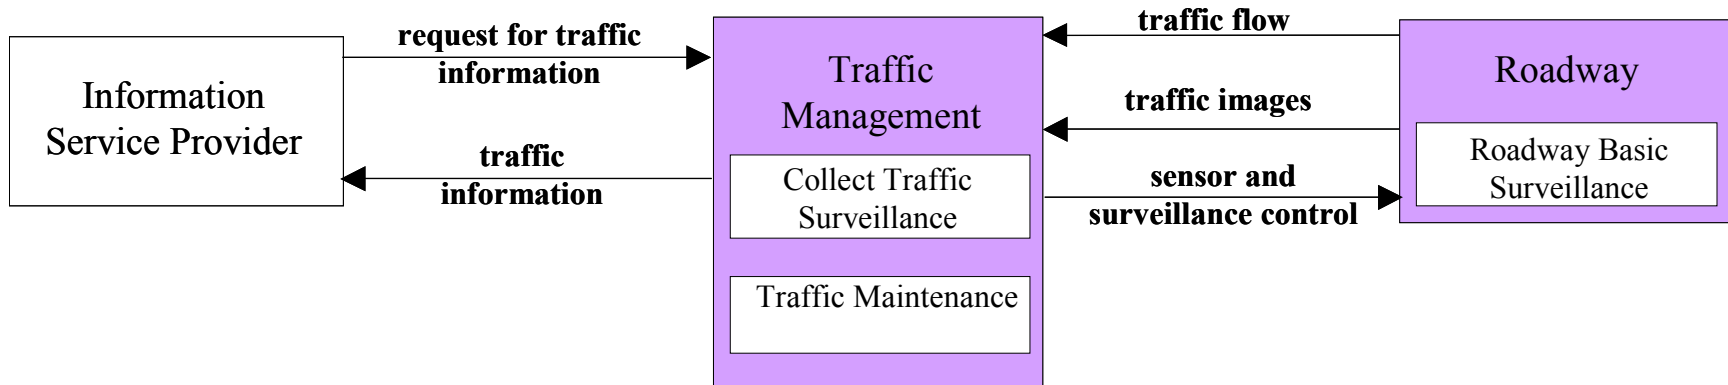 Information
Service Provider
request for traffic
information
traffic
information
Traffic
Management
Collect Traffic
Surveillance
Traffic Maintenance
traffic flow
traffic images
sensor and
surveillance control
Roadway
Roadway Basic
Surveillance